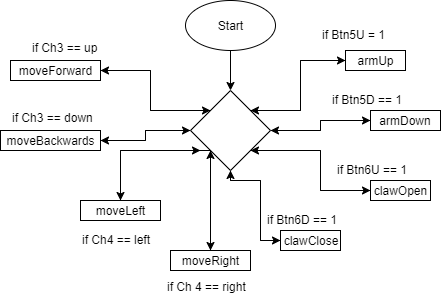 Start
if Btn5U = 1
if Ch3 == up
armUp
moveForward
if Btn5D == 1
if Ch3 == down
armDown
moveBackwards
if Btn6U == 1
clawOpen
moveLeft
if Btn6D == 1
if Ch4 == left
clawClose
moveRight
if Ch 4 == right